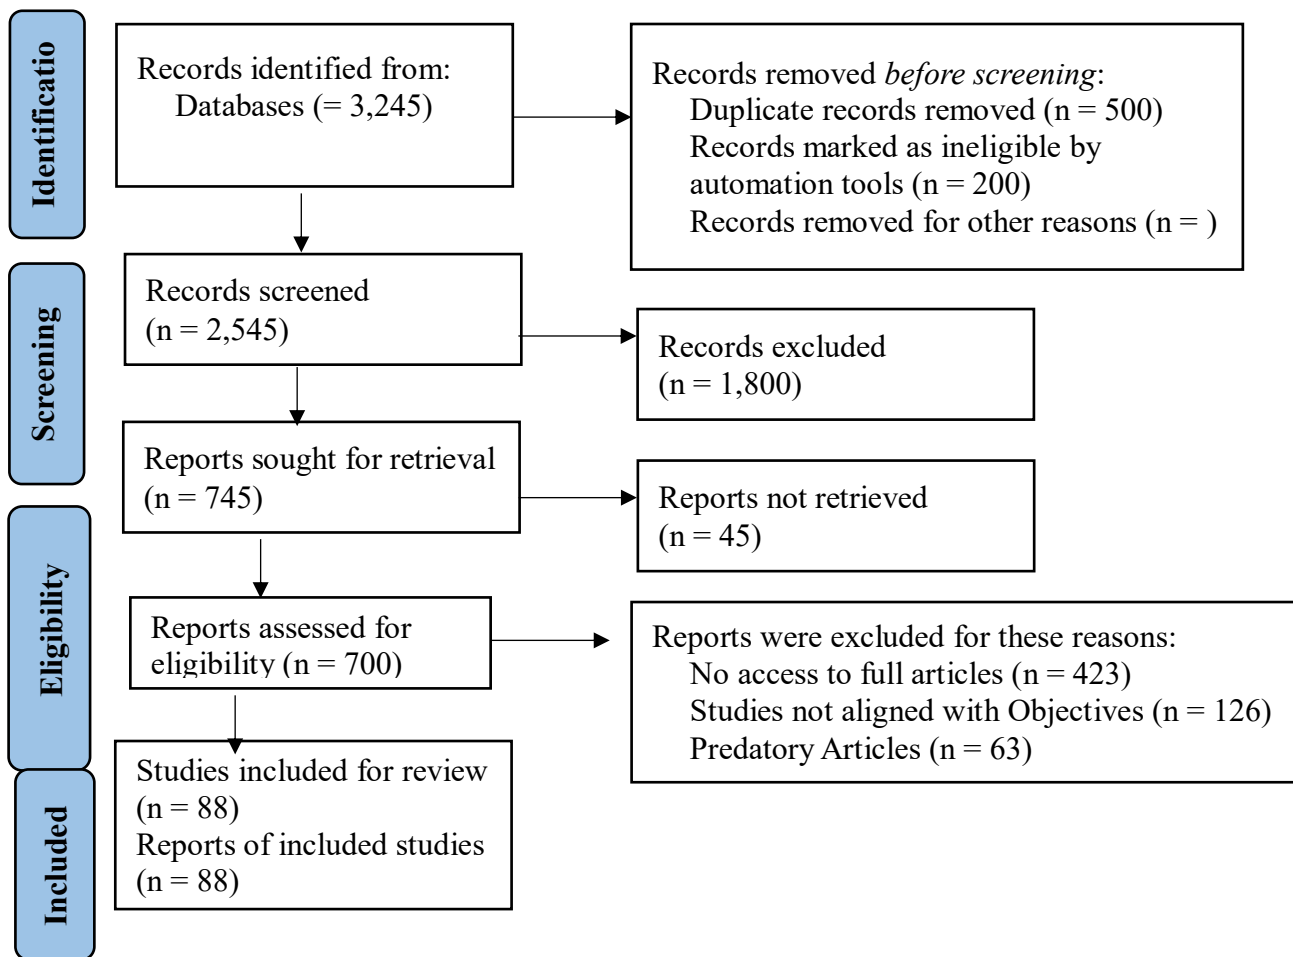 Identificatio
Records identified from:
Databases (= 3,245)
Records removed before screening:
Duplicate records removed (n = 500)
Records marked as ineligible by
automation tools (n = 200)
Records removed for other reasons (n = )
Screening
Records screened
(n = 2,545)
Records excluded
(n = 1,800)
Reports sought for retrieval
(n = 745)
Reports not retrieved
(n = 45)
Eligibility
Reports assessed for
eligibility (n = 700)
Reports were excluded for these reasons:
No access to full articles (n = 423)
Studies not aligned with Objectives (n = 126)
Predatory Articles (n = 63)
Included
Studies included for review
(n = 88)
Reports of included studies
(n = 88)